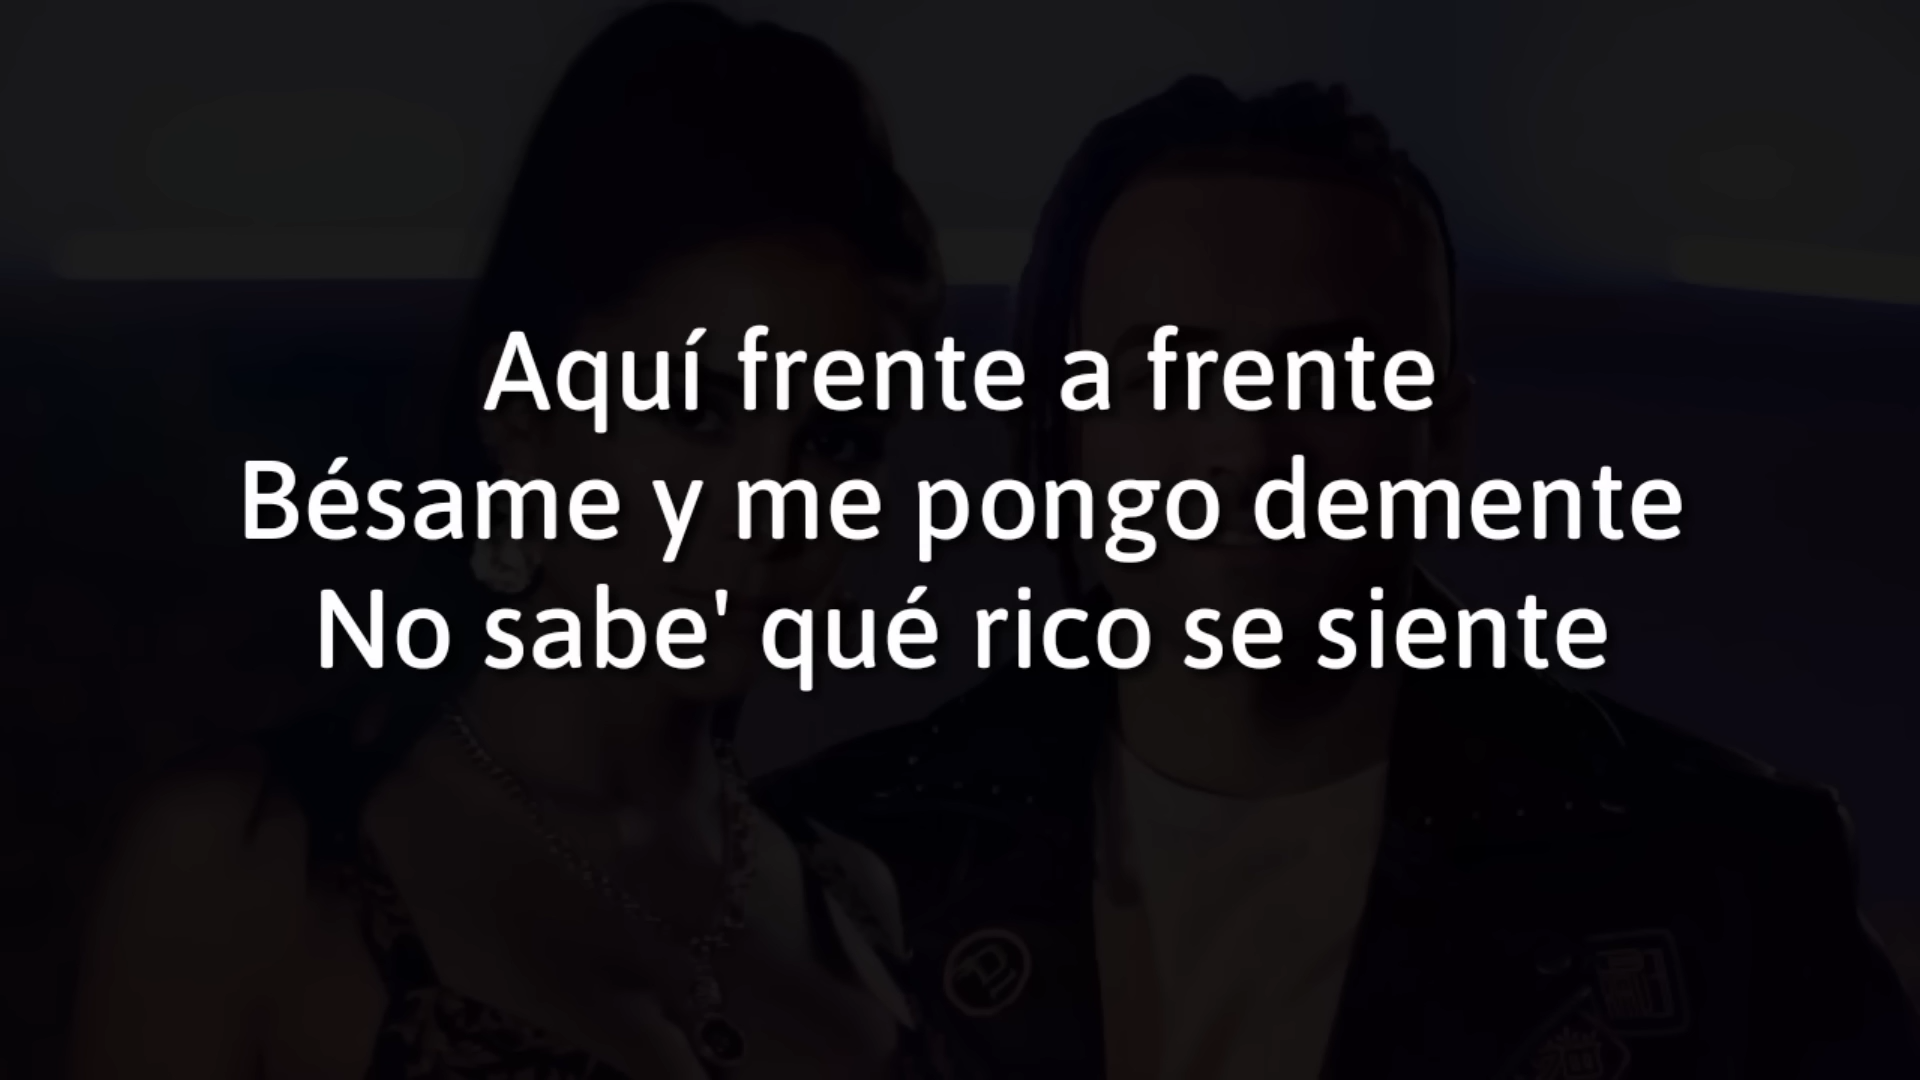 Aquí frente a frente
Bésame y me pongo demente
No sabe' qué rico se siente